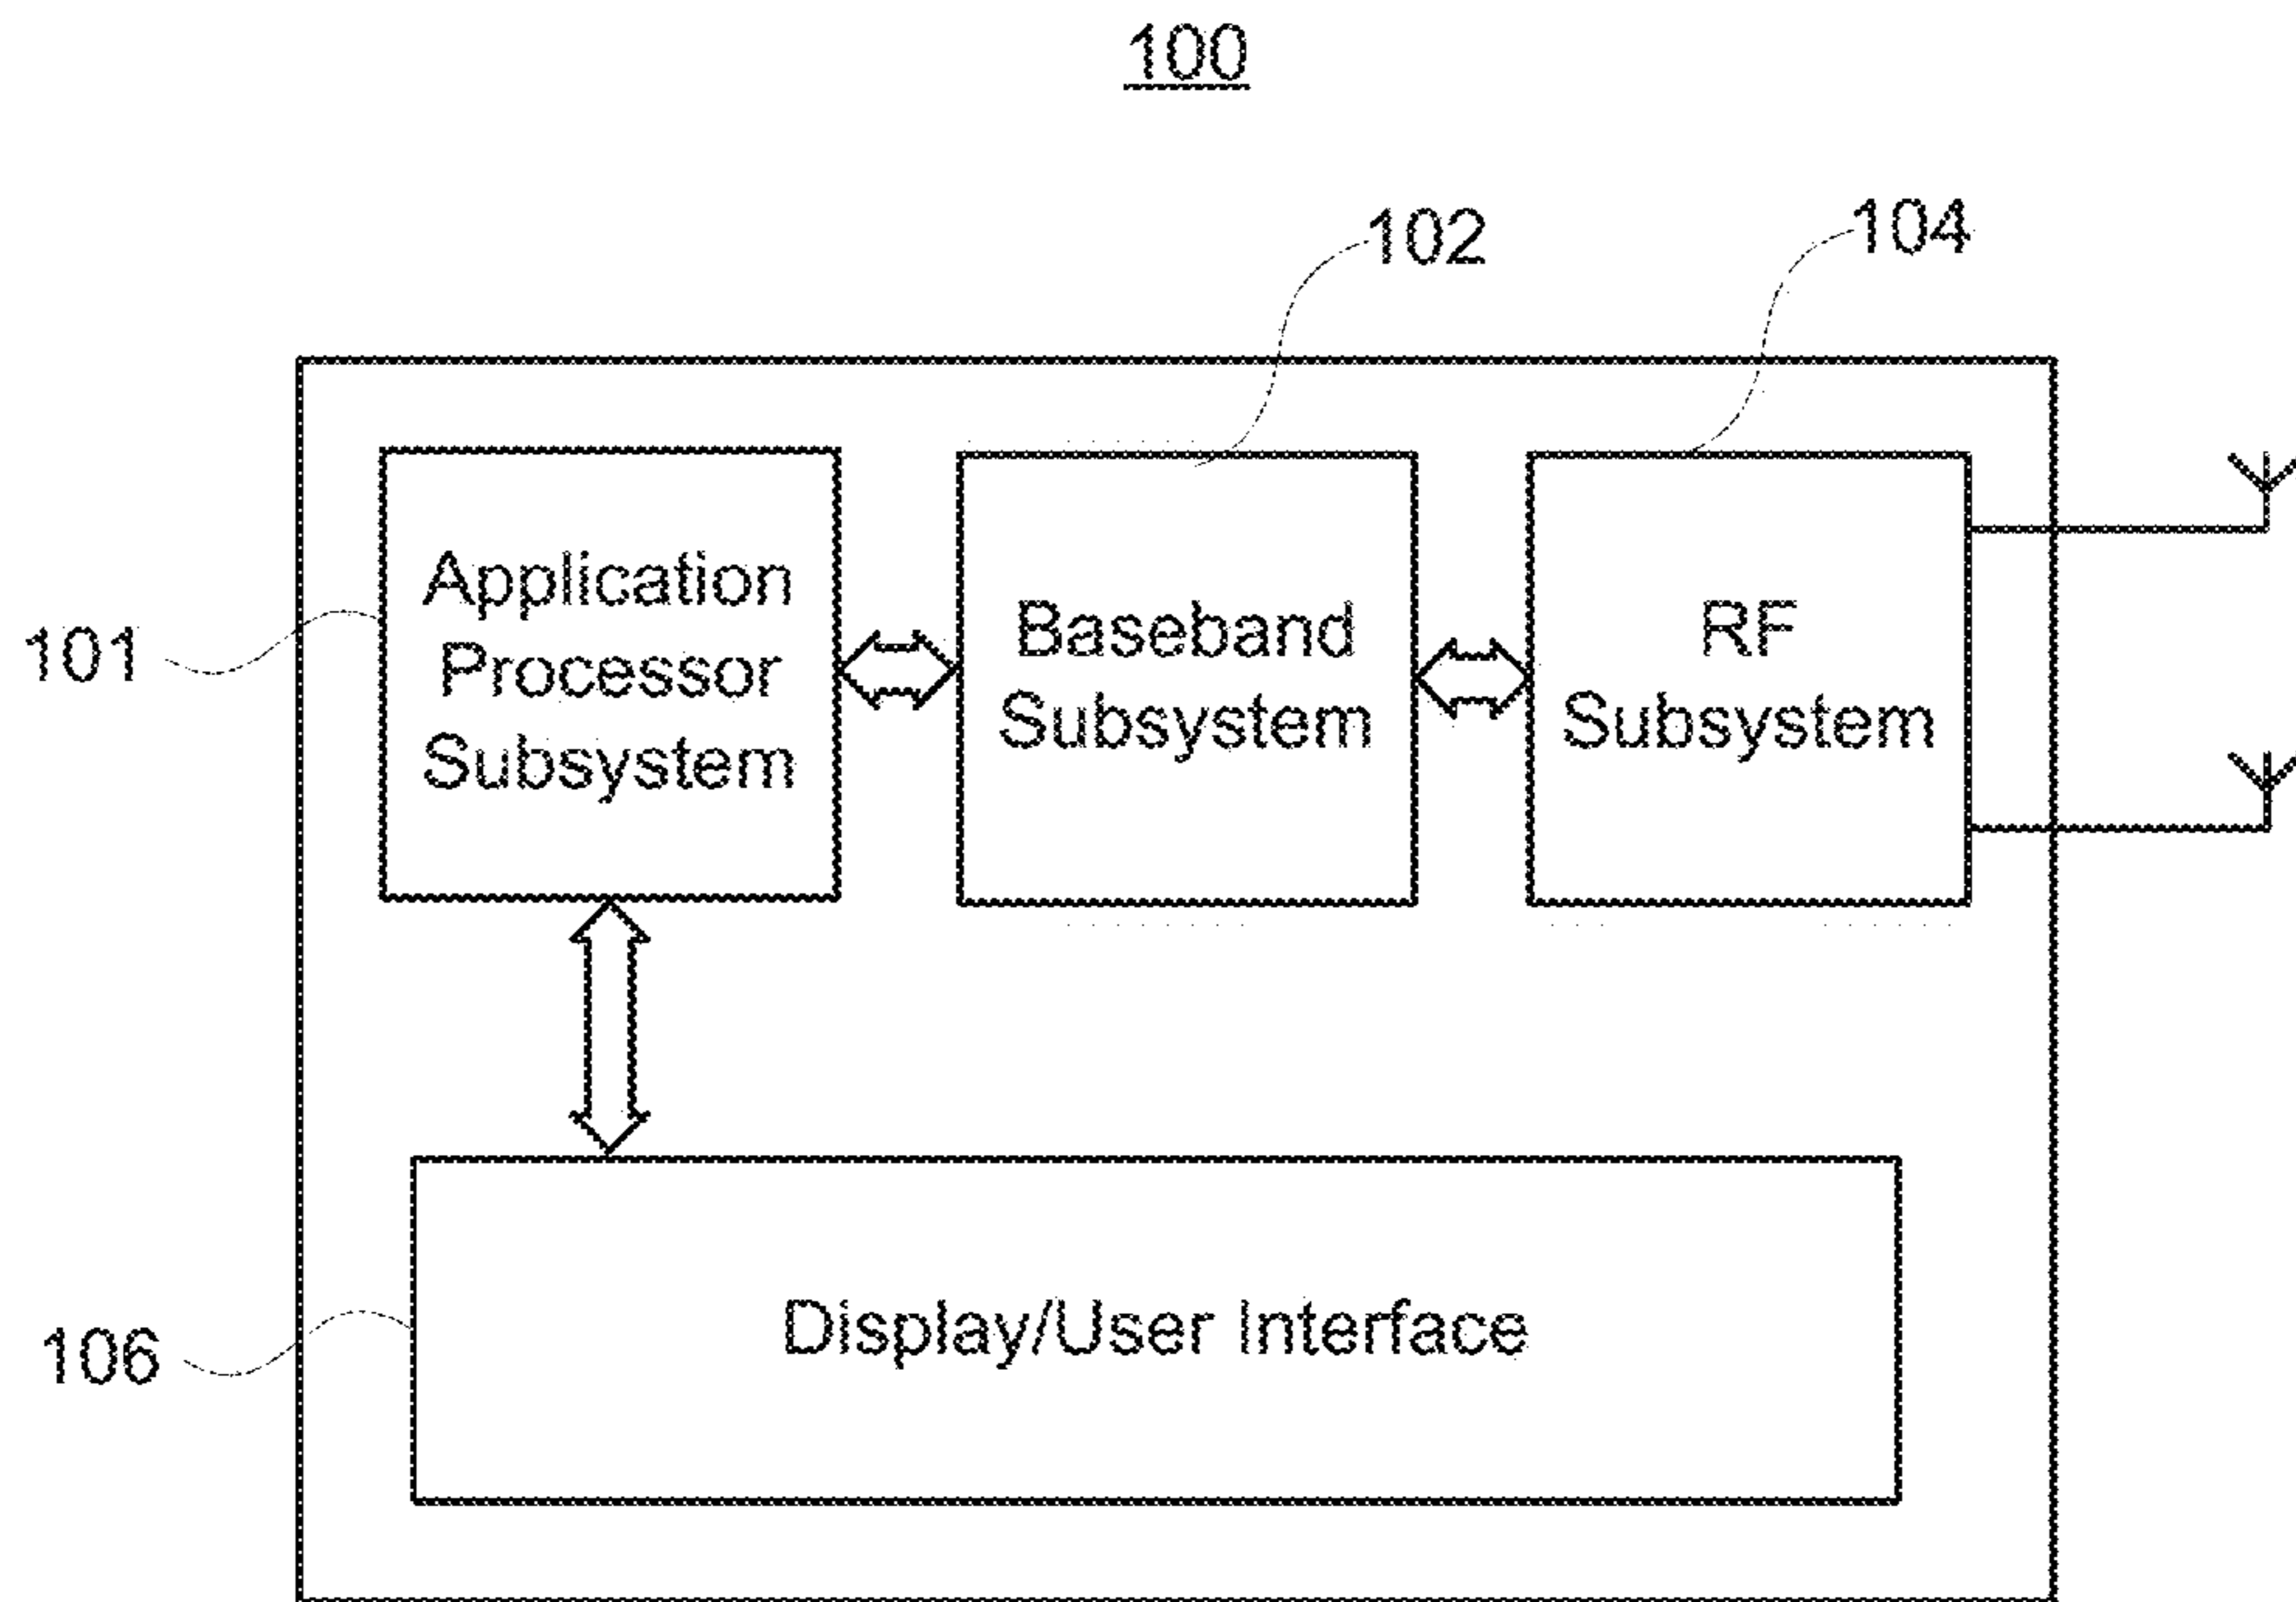 100
102
104
Application
Processor
Subsystem
Baseband
Subsystem
RF
Subsystem
101
Display/User Interface
106